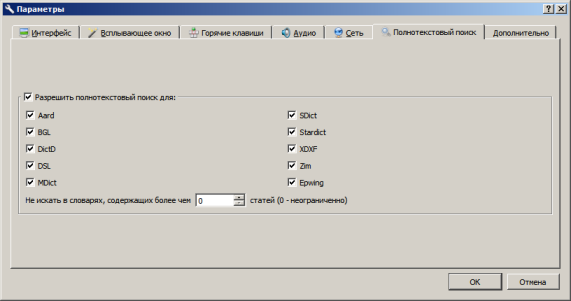 Параметры
Интерфейс Всплывающее окно Горячие клавиши Аудио Сеть Полнотекстовый поиск Дополнительно
Разрешить полнотекстовый поиск для:
Aard SDict
BGL Stardict
DictD XDXF
DSL Zim
MDict Epwing
Не искать в словарях, содержащих более чем 0 статей (0 - неограниченно)
OK Отмена